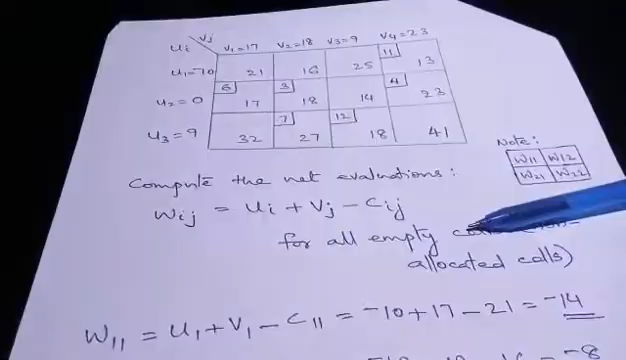 Vj
Ui V1=17 V2=18 V3=9 V4=23
U1=-10 21 16 25 11 13
U2=0 6 17 3 18 14 4 23
U3=9 32 7 27 12 18 41
Note:
W11 W12
W21 W22
Compute the net evaluations:
Wij = Ui + Vj - Cij
for all empty
allocated calls)
W11 = U1 + V1 - C11 = -10 + 17 - 21 = -14
= -8